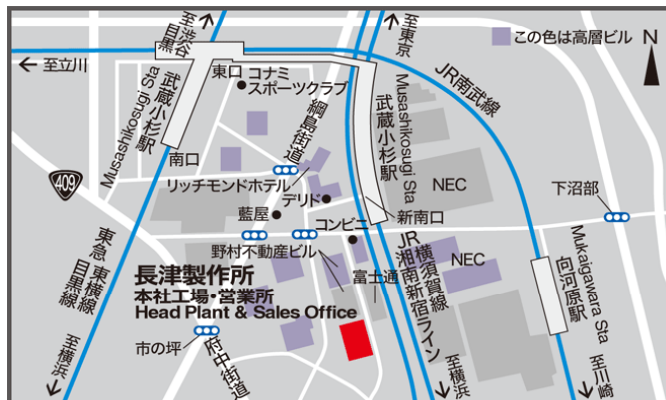 至渋谷
目黒
至東京
この色は高層ビル
N
←至立川
東口
コナミ
スポーツクラブ
武蔵小杉駅
Musashikosugi Sta
綱島街道
武蔵小杉駅
Musashikosugi Sta
JR南武線
南口
409
リッチモンドホテル
デリド
藍屋
NEC
下沼部
新南口
コンビニ
野村不動産ビル
富士通
NEC
JR横須賀線
湘南新宿ライン
Mukaigawara Sta
向河原駅
東急 東横線
目黒線
長津製作所
本社工場・営業所
Head Plant & Sales Office
市の坪
府中街道
至横浜
至横浜
至川崎